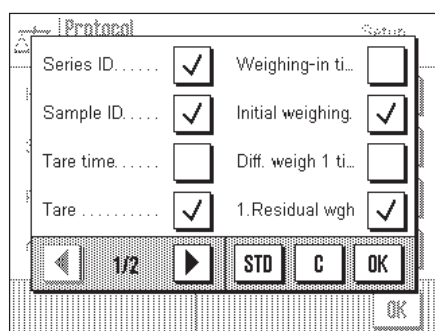 Protocol Setup
Series ID...... Weighing-in ti...
Sample ID..... Initial weighing.
Tare time...... Diff. weigh 1 ti...
Tare .......... 1.Residual wgh
1/2 STD C OK
OK